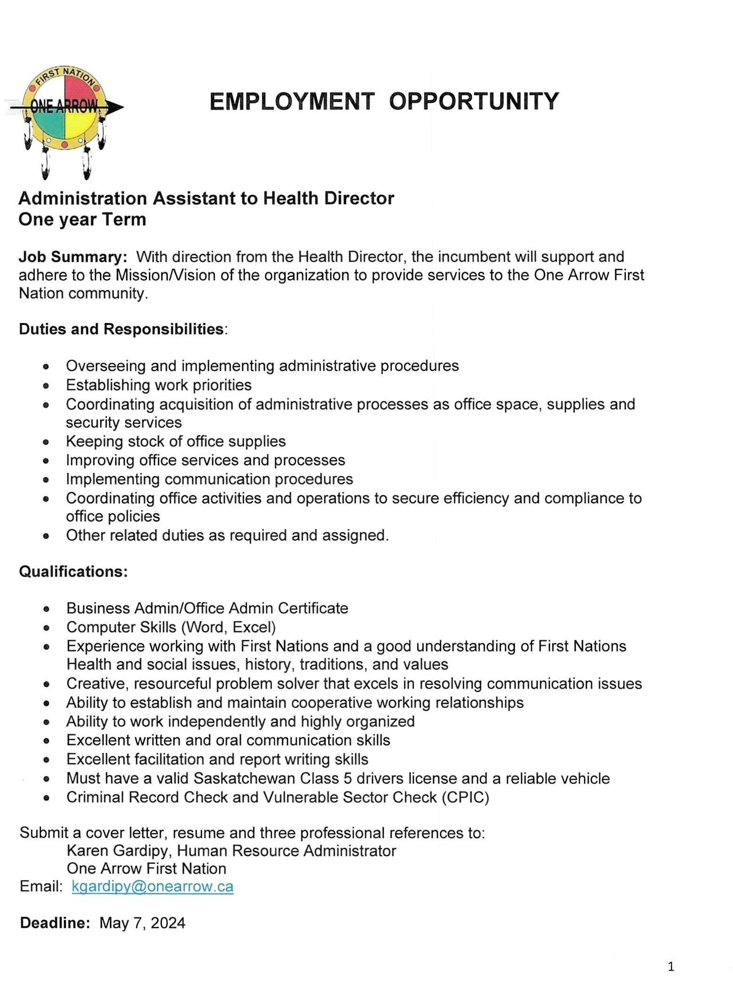 FIRST NATION
ONE ARROW
EMPLOYMENT OPPORTUNITY
Administration Assistant to Health Director
One year Term
Job Summary: With direction from the Health Director, the incumbent will support and
adhere to the Mission/Vision of the organization to provide services to the One Arrow First
Nation community.
Duties and Responsibilities:
• Overseeing and implementing administrative procedures
• Establishing work priorities
• Coordinating acquisition of administrative processes as office space, supplies and
security services
• Keeping stock of office supplies
• Improving office services and processes
• Implementing communication procedures
• Coordinating office activities and operations to secure efficiency and compliance to
office policies
• Other related duties as required and assigned.
Qualifications:
• Business Admin/Office Admin Certificate
• Computer Skills (Word, Excel)
• Experience working with First Nations and a good understanding of First Nations
Health and social issues, history, traditions, and values
• Creative, resourceful problem solver that excels in resolving communication issues
• Ability to establish and maintain cooperative working relationships
• Ability to work independently and highly organized
• Excellent written and oral communication skills
• Excellent facilitation and report writing skills
• Must have a valid Saskatchewan Class 5 drivers license and a reliable vehicle
• Criminal Record Check and Vulnerable Sector Check (CPIC)
Submit a cover letter, resume and three professional references to:
Karen Gardipy, Human Resource Administrator
One Arrow First Nation
Email: kgardipy@onearrow.ca
Deadline: May 7, 2024
1